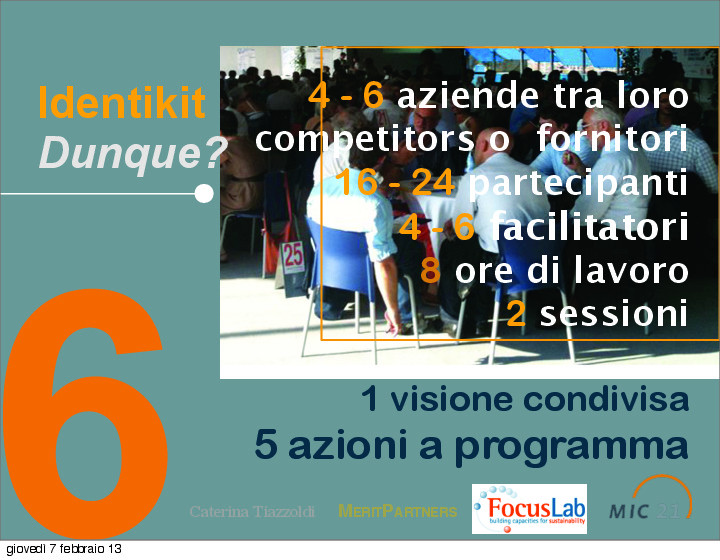 Identikit
Dunque?
4 - 6 aziende tra loro
competitors o fornitori
16 - 24 partecipanti
4 - 6 facilitatori
8 ore di lavoro
2 sessioni
25
6
1 visione condivisa
5 azioni a programma
Caterina Tiazzoldi MERITPARTNERS FocusLab MIC 21
building capacities for sustainability
giovedì 7 febbraio 13